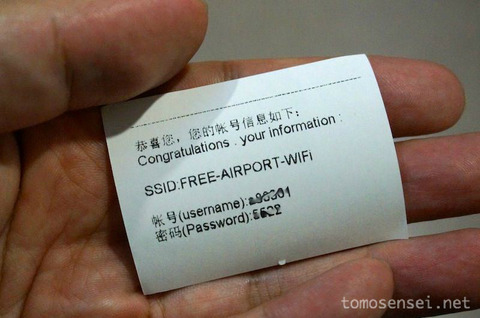 恭喜您，您的帐号信息如下：
Congratulations . your information :
SSID:FREE-AIRPORT-WiFi
帐号(username):
密码(Password):
tomosensei.net